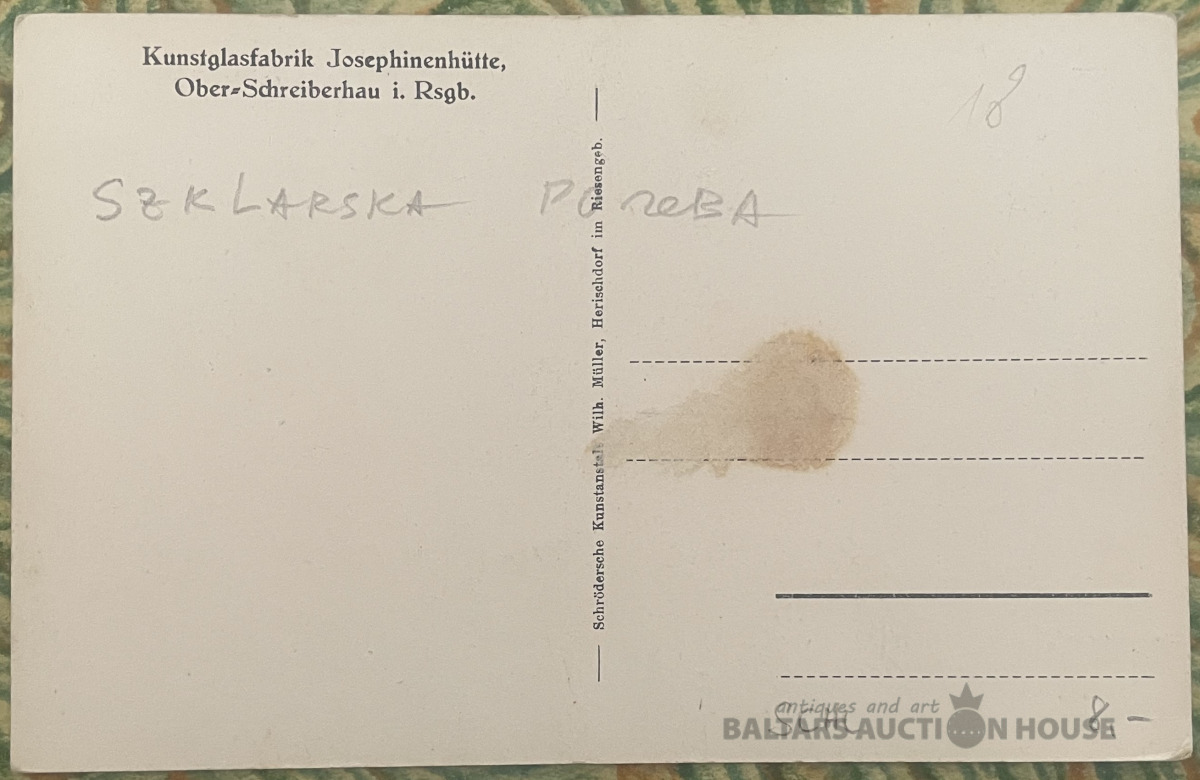 Kunstglasfabrik Josephinenhütte,
Ober-Schreiberhau i. Rsgb.
18
SZKLARSKA POREBA
Schrödersche Kunstanstalt Wilh. Müller, Herischdorf im Riesengeb.
8,-
antiques and art
BALTARS AUCTION HOUSE